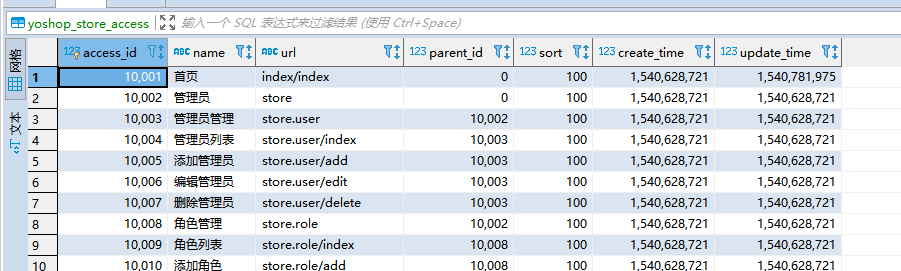 yoshop_store_access 输入一个 SQL 表达式来过滤结果 (使用 Ctrl+Space)
网格
文本
123 access_id ABC name ABC url 123 parent_id 123 sort 123 create_time 123 update_time
1 10,001 首页 index/index 0 100 1,540,628,721 1,540,781,975
2 10,002 管理员 store 0 100 1,540,628,721 1,540,628,721
3 10,003 管理员管理 store.user 10,002 100 1,540,628,721 1,540,628,721
4 10,004 管理员列表 store.user/index 10,003 100 1,540,628,721 1,540,628,721
5 10,005 添加管理员 store.user/add 10,003 100 1,540,628,721 1,540,628,721
6 10,006 编辑管理员 store.user/edit 10,003 100 1,540,628,721 1,540,628,721
7 10,007 删除管理员 store.user/delete 10,003 100 1,540,628,721 1,540,628,721
8 10,008 角色管理 store.role 10,002 100 1,540,628,721 1,540,628,721
9 10,009 角色列表 store.role/index 10,008 100 1,540,628,721 1,540,628,721
10 10,010 添加角色 store.role/add 10,008 100 1,540,628,721 1,540,628,721